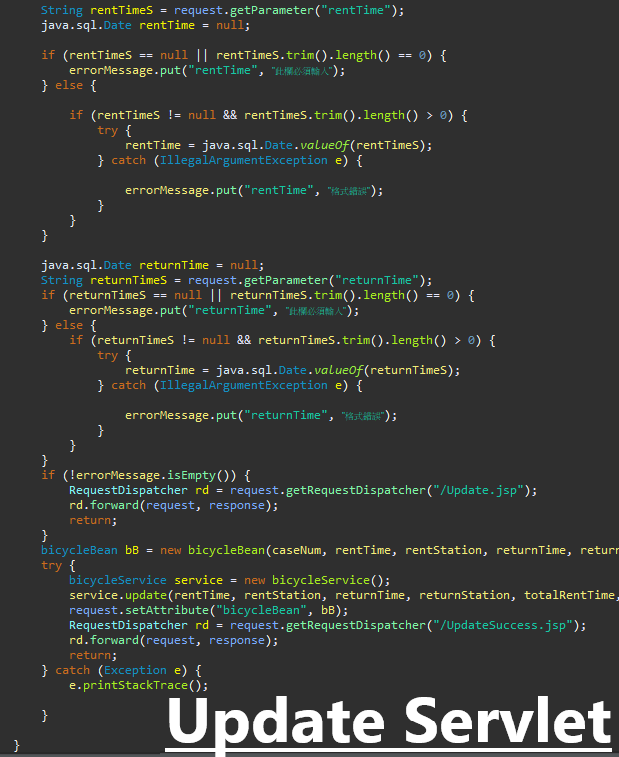 String rentTimeS = request.getParameter("rentTime");
java.sql.Date rentTime = null;
if (rentTimeS == null || rentTimeS.trim().length() == 0) {
errorMessage.put("rentTime", "此欄必須輸入");
} else {
if (rentTimeS != null && rentTimeS.trim().length() > 0) {
try {
rentTime = java.sql.Date.valueOf(rentTimeS);
} catch (IllegalArgumentException e) {
errorMessage.put("rentTime", "格式錯誤");
}
}
}
java.sql.Date returnTime = null;
String returnTimeS = request.getParameter("returnTime");
if (returnTimeS == null || returnTimeS.trim().length() == 0) {
errorMessage.put("returnTime", "此欄必須輸入");
} else {
if (returnTimeS != null && returnTimeS.trim().length() > 0) {
try {
returnTime = java.sql.Date.valueOf(returnTimeS);
} catch (IllegalArgumentException e) {
errorMessage.put("returnTime", "格式錯誤");
}
}
}
if (!errorMessage.isEmpty()) {
RequestDispatcher rd = request.getRequestDispatcher("/Update.jsp");
rd.forward(request, response);
return;
}
bicycleBean bB = new bicycleBean(caseNum, rentTime, rentStation, returnTime, return
try {
bicycleService service = new bicycleService();
service.update(rentTime, rentStation, returnTime, returnStation, totalRentTime,
request.setAttribute("bicycleBean", bB);
RequestDispatcher rd = request.getRequestDispatcher("/UpdateSuccess.jsp");
rd.forward(request, response);
return;
} catch (Exception e) {
e.printStackTrace();
}
Update Servlet
}